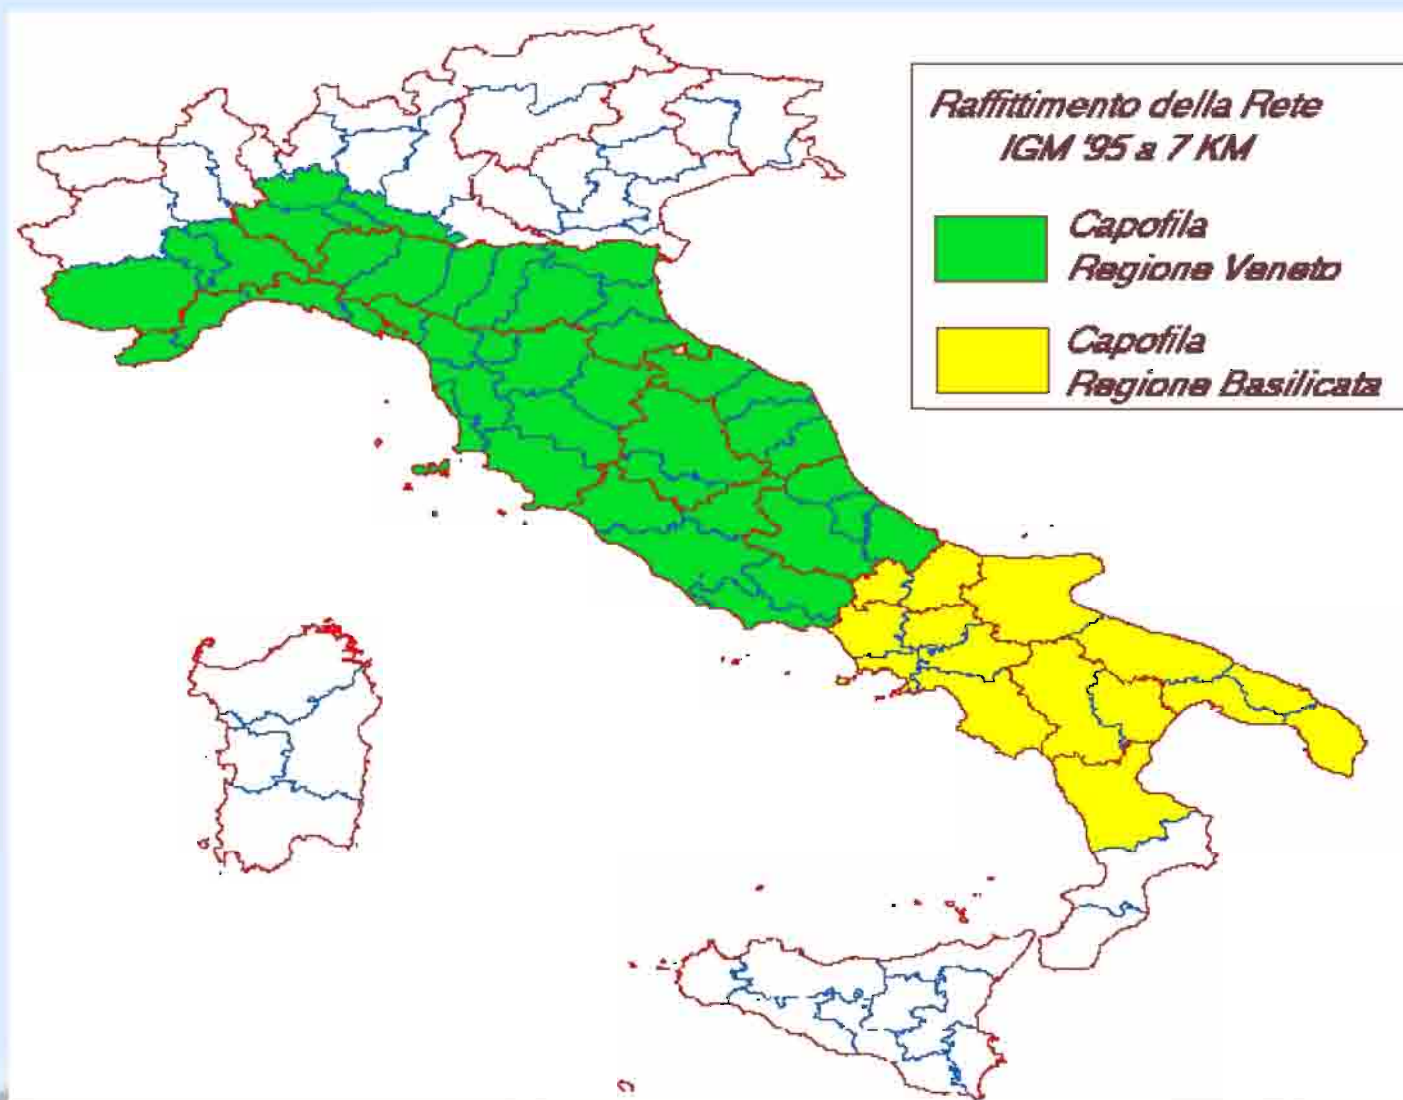 Raffittimento della Rete
IGM '95 a 7 KM
Capofila
Regione Veneto
Capofila
Regione Basilicata